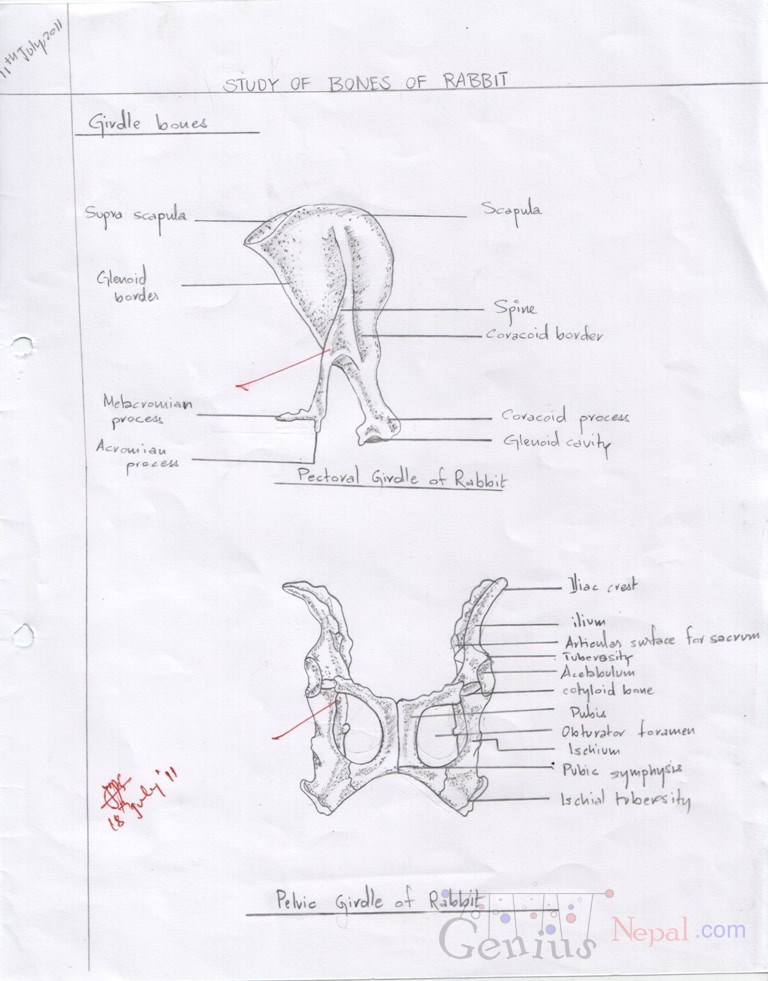 11th July, 2011
STUDY OF BONES OF RABBIT
Girdle bones
Supra scapula
Scapula
Glenoid
border
Spine
Coracoid border
Metacromian
process
Coracoid process
Acromian
process
Glenoid cavity
Pectoral Girdle of Rabbit
Iliac crest
ilium
Articular surface for sacrum
Tuberosity
Acetabulum
cotyloid bone
Pubis
Obturator foramen
Ischium
Pubic symphysis
Ischial tuberosity
18 July '11
Pelvic Girdle of Rabbit
Genius Nepal.com